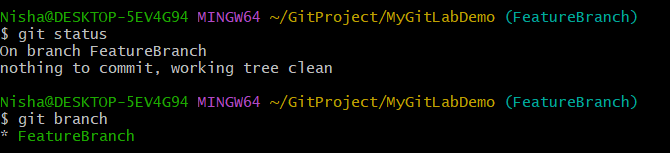 Nisha@DESKTOP-5EV4G94 MINGW64 ~/GitProject/MyGitLabDemo (FeatureBranch)
$ git status
On branch FeatureBranch
nothing to commit, working tree clean
Nisha@DESKTOP-5EV4G94 MINGW64 ~/GitProject/MyGitLabDemo (FeatureBranch)
$ git branch
* FeatureBranch